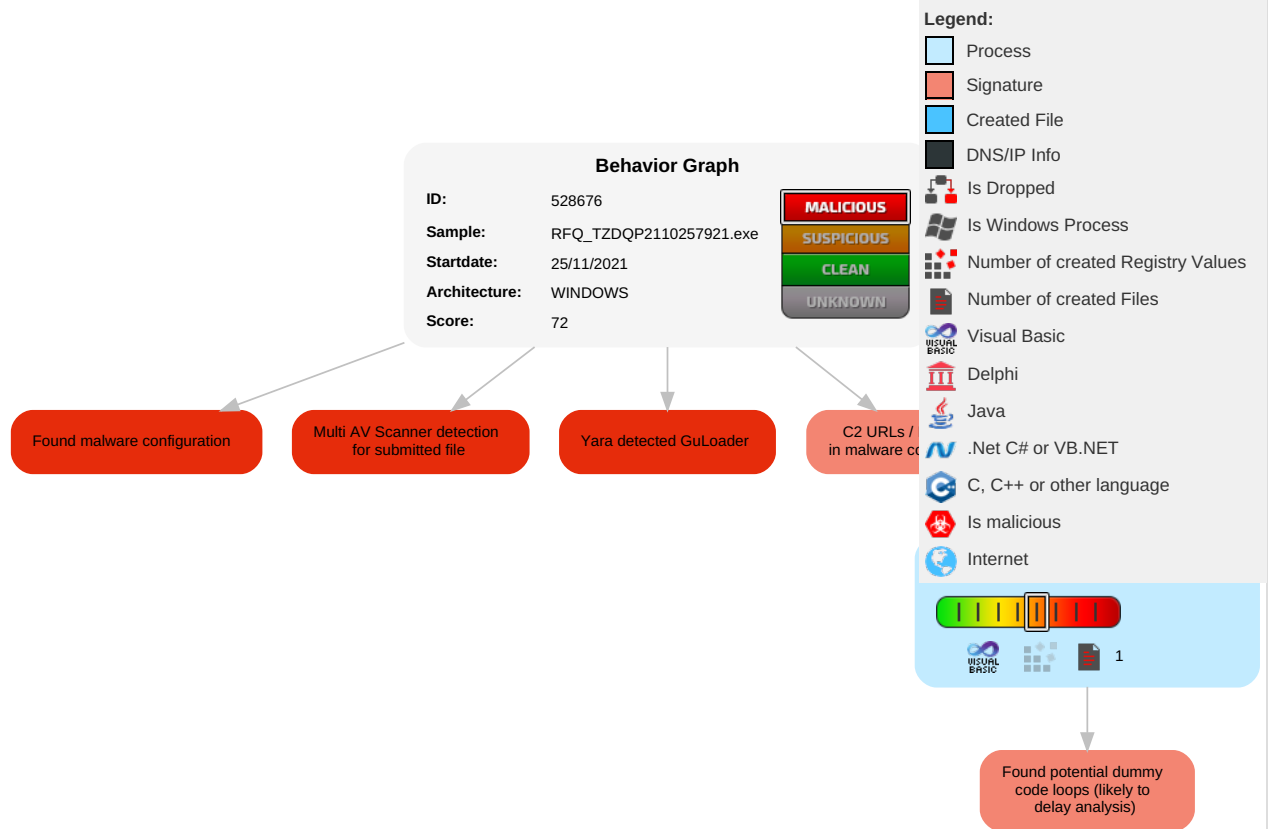 Legend:
Process
Signature
Created File
DNS/IP Info
Is Dropped
Is Windows Process
Number of created Registry Values
Number of created Files
VISUAL
BASIC
Visual Basic
Delphi
Java
.Net C# or VB.NET
C, C++ or other language
Is malicious
Internet
Behavior Graph
ID: 528676
Sample: RFQ_TZDQP2110257921.exe
Startdate: 25/11/2021
Architecture: WINDOWS
Score: 72
MALICIOUS
SUSPICIOUS
CLEAN
UNKNOWN
Found malware configuration
Multi AV Scanner detection
for submitted file
Yara detected GuLoader
C2 URLs /
in malware
VISUAL
BASIC
1
Found potential dummy
code loops (likely to
delay analysis)